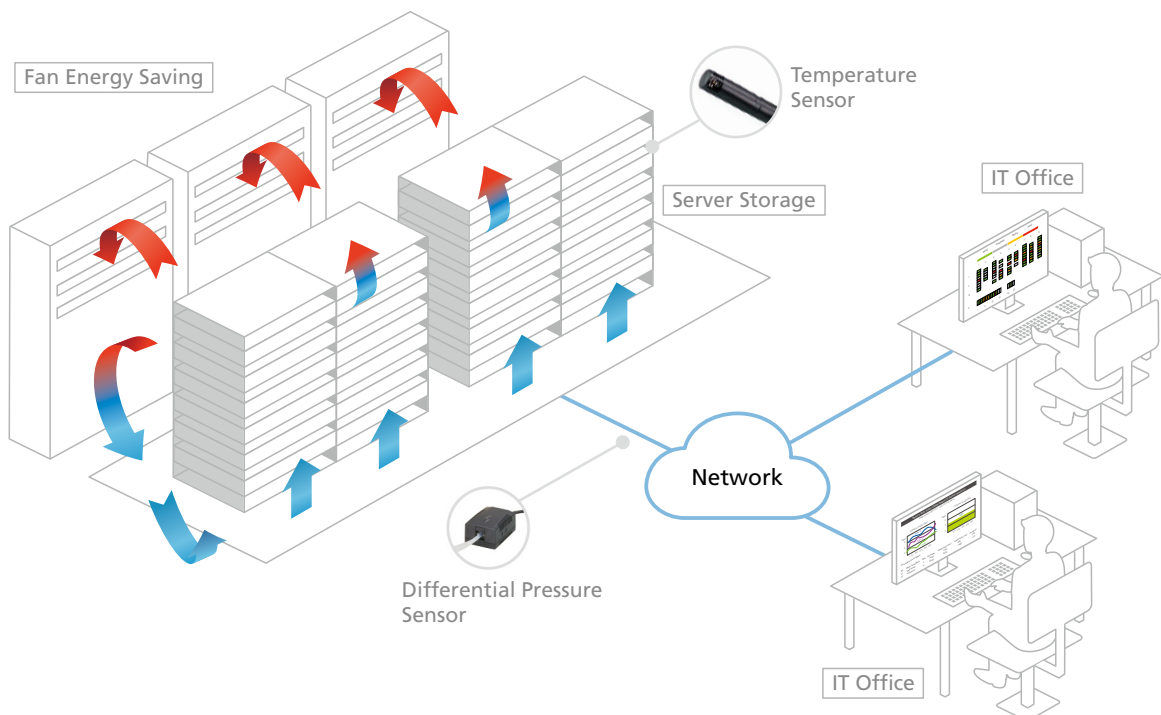 Fan Energy Saving
Temperature
Sensor
IT Office
Server Storage
Network
Differential Pressure
Sensor
IT Office